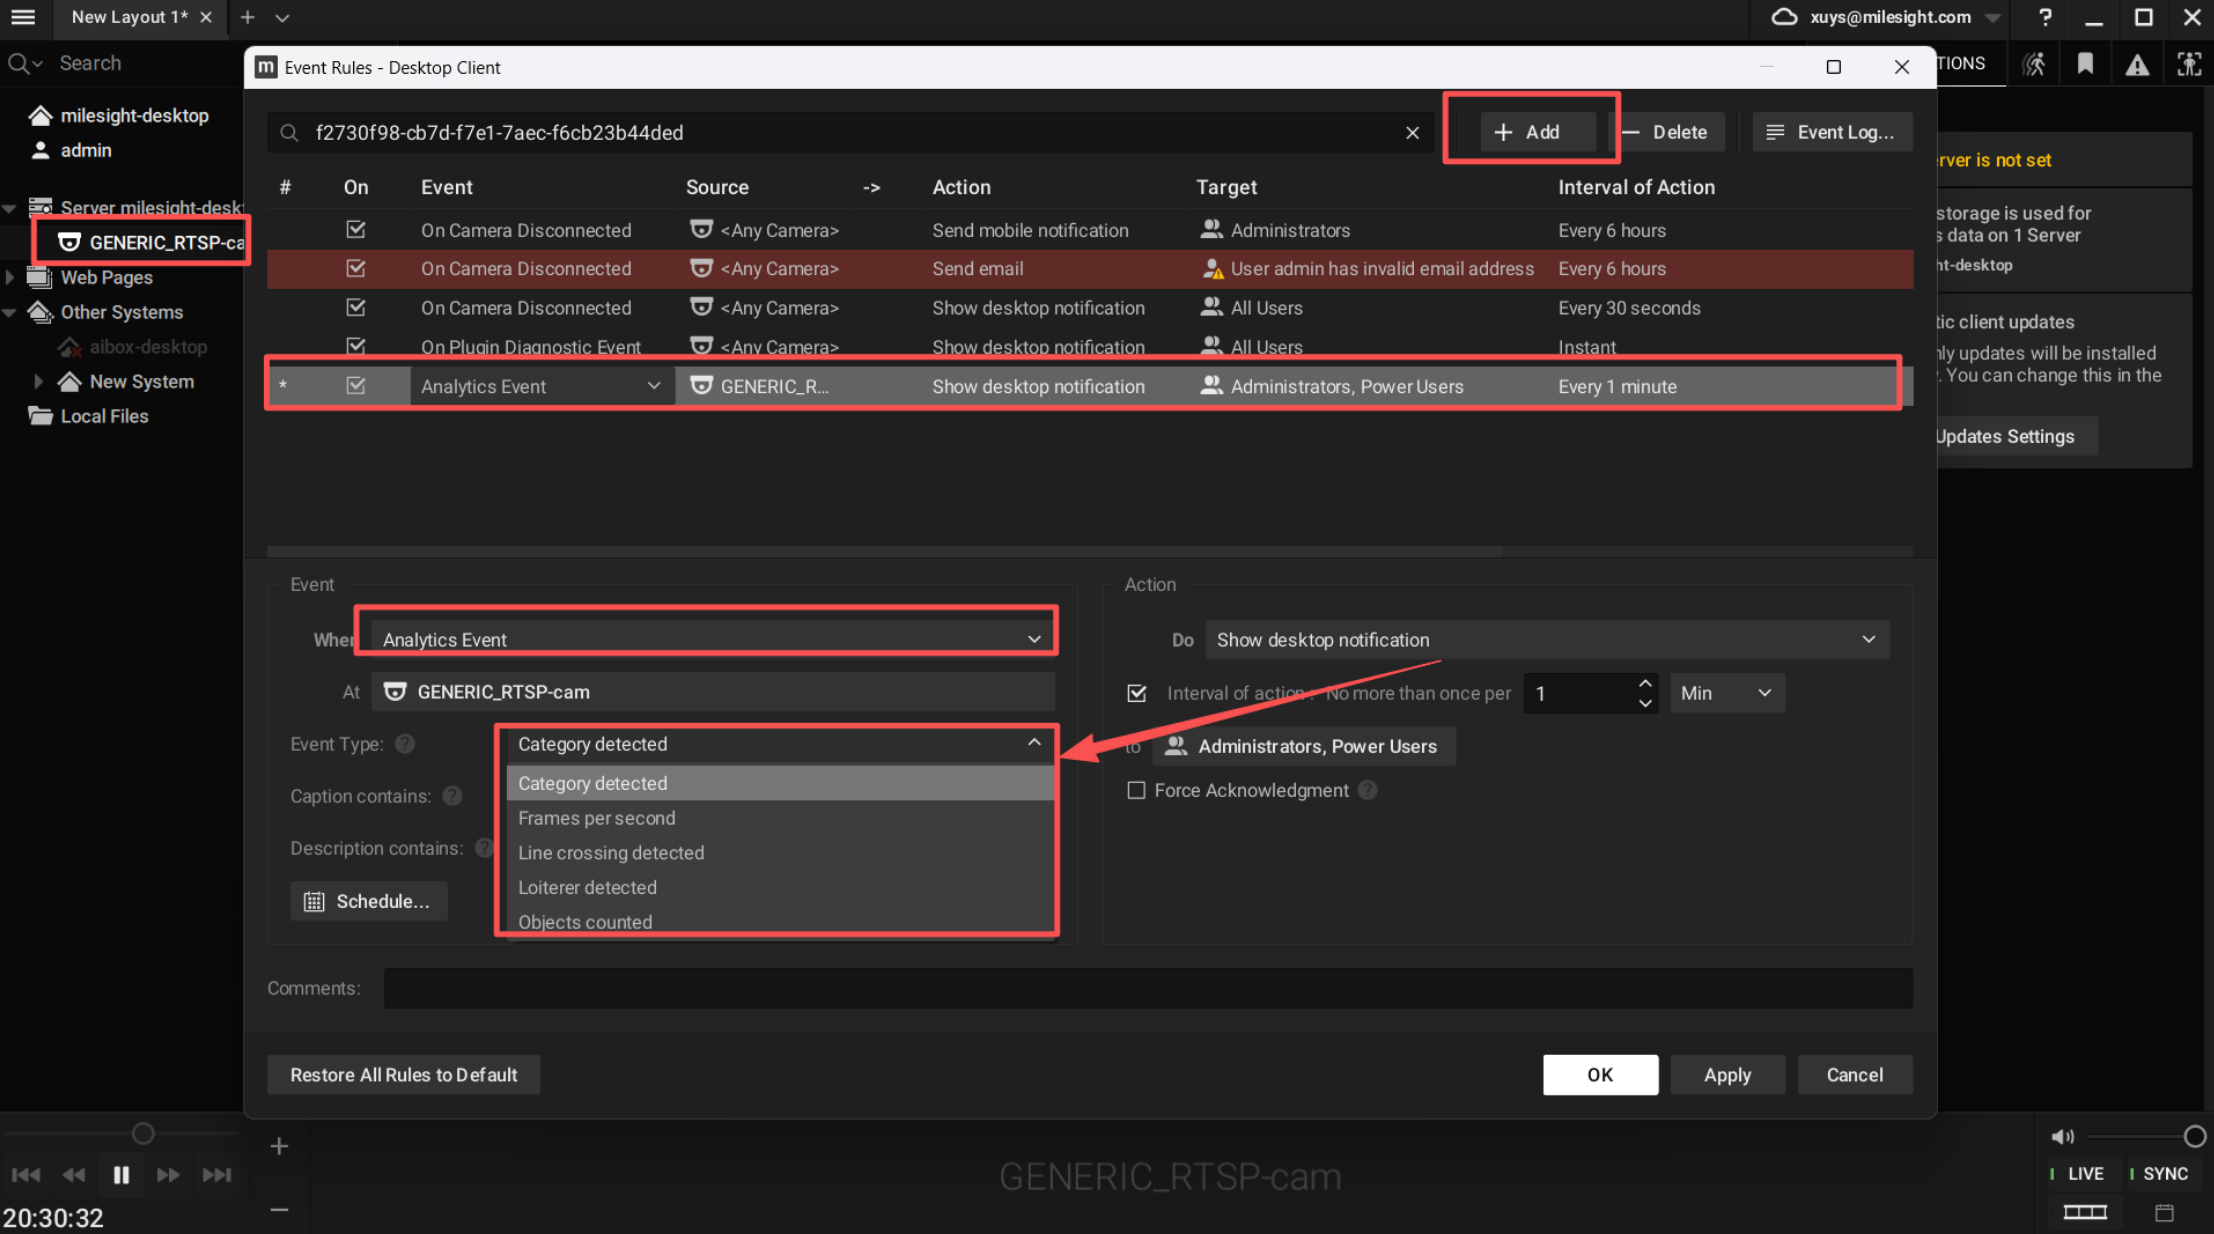 New Layout 1*
xuys@milesight.com
Search
Event Rules - Desktop Client
TIONS
milesight-desktop
admin
f2730f98-cb7d-f7e1-7aec-f6cb23b44ded
Add
Delete
Event Log...
rver is not set
# On Event Source -> Action Target Interval of Action
Server milesight-desk
GENERIC_RTSP-ca
On Camera Disconnected <Any Camera> Send mobile notification Administrators Every 6 hours
On Camera Disconnected <Any Camera> Send email User admin has invalid email address Every 6 hours
On Camera Disconnected <Any Camera> Show desktop notification All Users Every 30 seconds
On Plugin Diagnostic Event <Any Camera> Show desktop notification All Users Instant
* Analytics Event GENERIC_R... Show desktop notification Administrators, Power Users Every 1 minute
Web Pages
Other Systems
aibox-desktop
New System
Local Files
storage is used for
s data on 1 Server
ht-desktop
tic client updates
nly updates will be installed
. You can change this in the
Updates Settings
Event
When Analytics Event
At GENERIC_RTSP-cam
Event Type: ? Category detected
Category detected
Frames per second
Line crossing detected
Loiterer detected
Objects counted
Caption contains: ?
Description contains: ?
Schedule...
Action
Do Show desktop notification
Interval of action: No more than once per 1 Min
to Administrators, Power Users
Force Acknowledgment ?
Comments:
Restore All Rules to Default
OK
Apply
Cancel
GENERIC_RTSP-cam
LIVE
SYNC
20:30:32